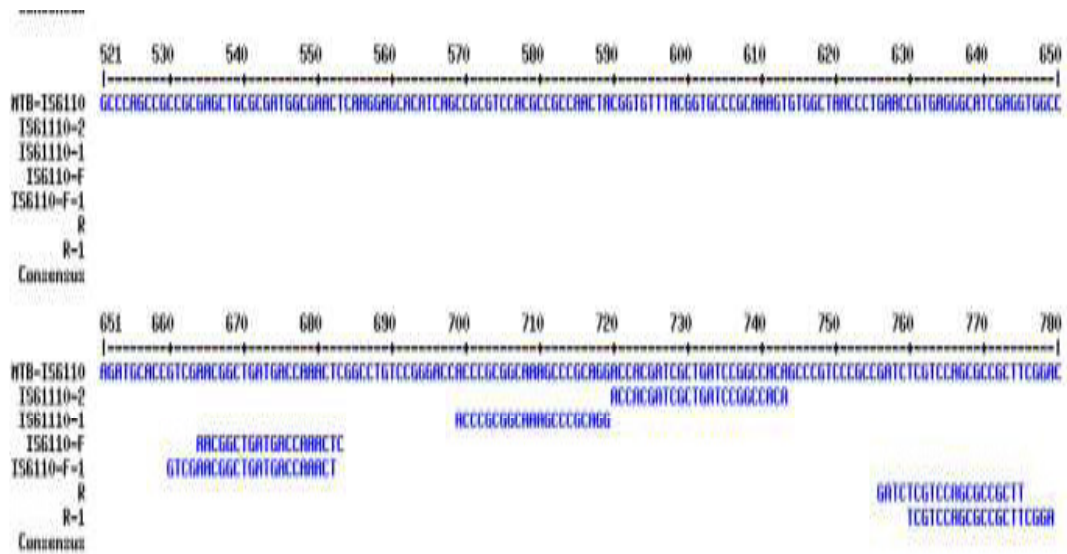 521 530 540 550 560 570 580 590 600 610 620 630 640 650
MTB=IS6110 GCCCAGCCGCCGCGAGCTGCGCGATGGCGAACTCAAGGAGCACATCAGCCGCGTCCACGCCGCCAACTACGGTGTTTACGGTGCCCGCAAAGTGTGGCTAACCCTGAACCGTGAGGGCATCGAGGTGGCC
IS61110=2
IS61110-1
IS6110=F
IS6110=F=1
R
R-1
Consensus
651 660 670 680 690 700 710 720 730 740 750 760 770 780
MTB=IS6110 AGATGCACCGTCGAACGGCTGATGACCAAACTCGGCCTGTCCGGGACCACCCGCGGCAAAGCCCGCAGGACCACGATCGCTGATCCGGCCACAGCCCGTCCCGCCGATCTCGTCCAGCGCCGCTTCGGAC
IS61110-2 ACCACGATCGCTGATCCGGCCACA
IS61110-1 ACCCGCGGCAAAGCCCGCAGG
IS6110=F AACGGCTGATGACCAAACTC
IS6110=F=1 GTCGAACGGCTGATGACCAAACT
R GATCTCGTCCAGCGCCGCTT
R-1 TCGTCCAGCGCCGCTTCGGA
Consensus